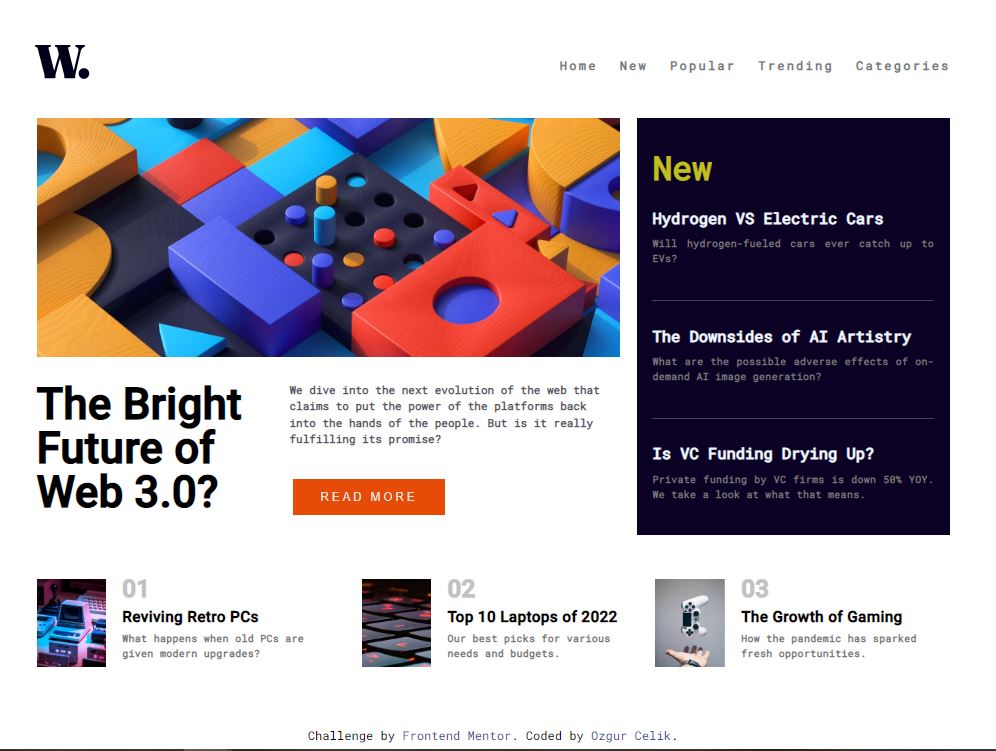 W.
Home New Popular Trending Categories
The Bright
Future of
Web 3.0?
We dive into the next evolution of the web that
claims to put the power of the platforms back
into the hands of the people. But is it really
fulfilling its promise?
READ MORE
New
Hydrogen VS Electric Cars
Will hydrogen-fueled cars ever catch up to
EVs?
The Downsides of AI Artistry
What are the possible adverse effects of on-
demand AI image generation?
Is VC Funding Drying Up?
Private funding by VC firms is down 50% YOY.
We take a look at what that means.
01
Reviving Retro PCs
What happens when old PCs are
given modern upgrades?
02
Top 10 Laptops of 2022
Our best picks for various
needs and budgets.
03
The Growth of Gaming
How the pandemic has sparked
fresh opportunities.
Challenge by Frontend Mentor. Coded by Ozgur Celik.